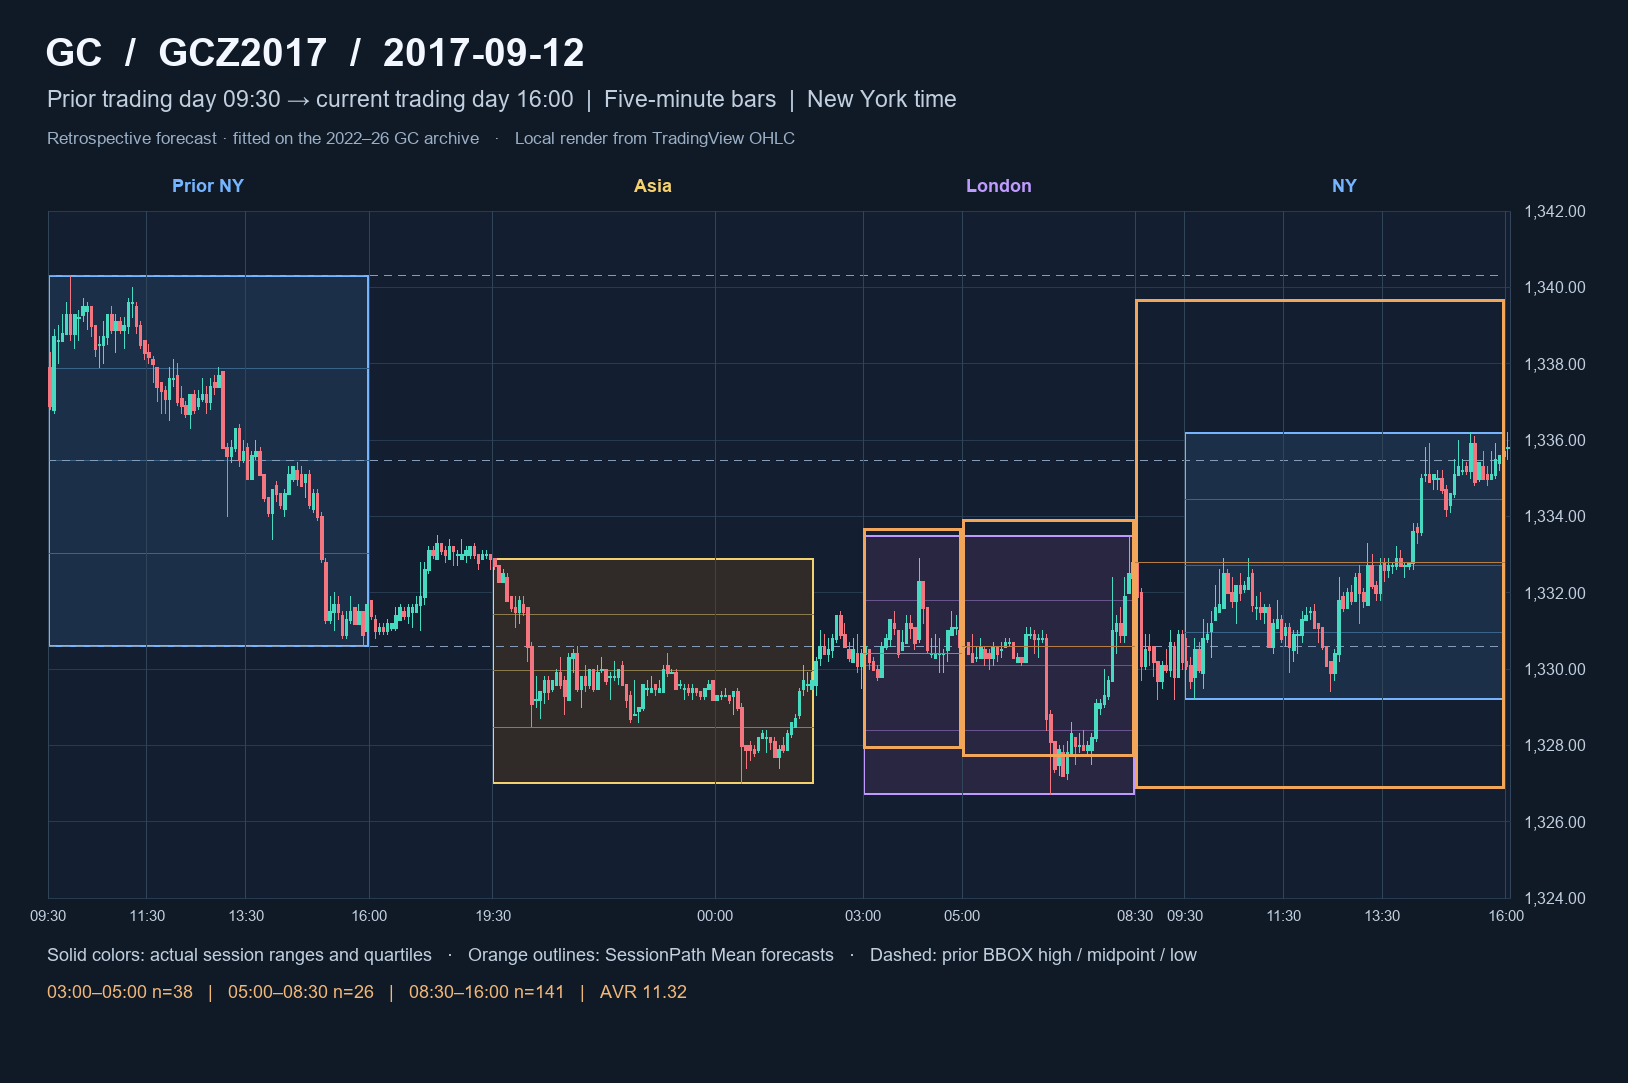 GC / GCZ2017 / 2017-09-12
Prior trading day 09:30 → current trading day 16:00 | Five-minute bars | New York time
Retrospective forecast · fitted on the 2022–26 GC archive · Local render from TradingView OHLC
Prior NY Asia London NY
1,342.00
1,340.00
1,338.00
1,336.00
1,334.00
1,332.00
1,330.00
1,328.00
1,326.00
1,324.00
09:30 11:30 13:30 16:00 19:30 00:00 03:00 05:00 08:30 09:30 11:30 13:30 16:00
Solid colors: actual session ranges and quartiles · Orange outlines: SessionPath Mean forecasts · Dashed: prior BBOX high / midpoint / low
03:00–05:00 n=38 | 05:00–08:30 n=26 | 08:30–16:00 n=141 | AVR 11.32